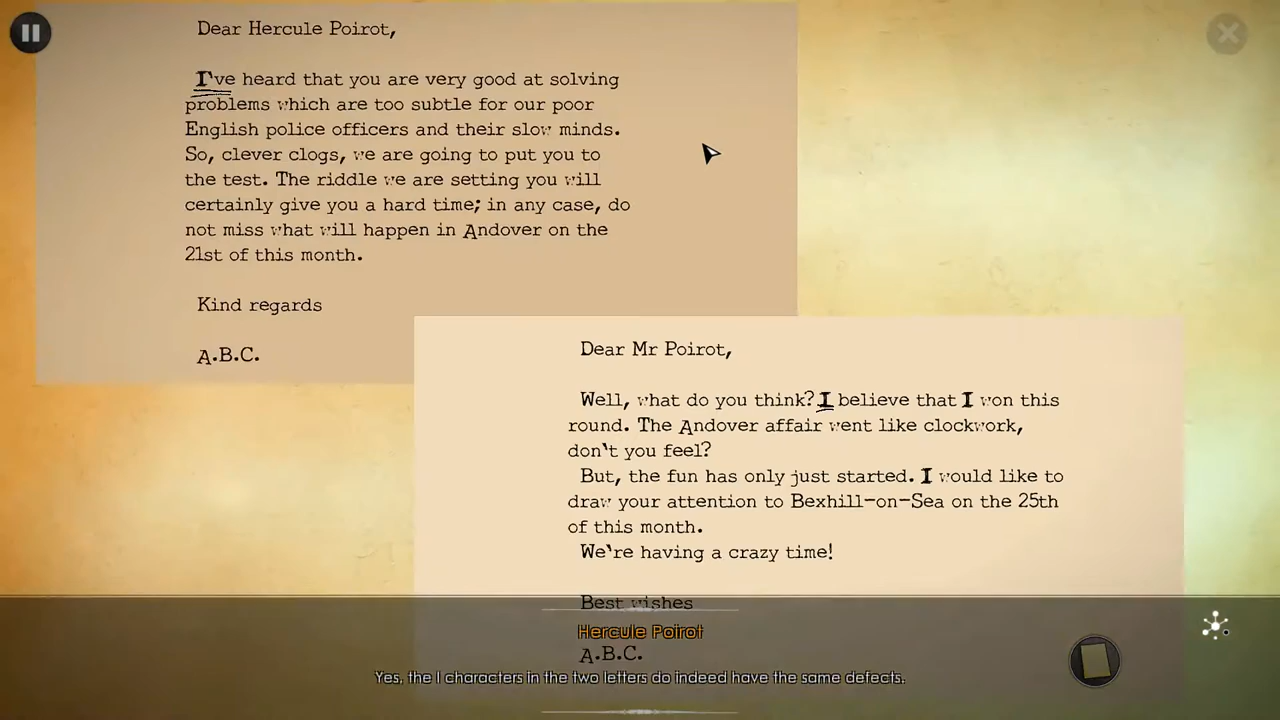 Dear Hercule Poirot,
I've heard that you are very good at solving
problems which are too subtle for our poor
English police officers and their slow minds.
So, clever clogs, we are going to put you to
the test. The riddle we are setting you will
certainly give you a hard time; in any case, do
not miss what will happen in Andover on the
21st of this month.
Kind regards
A.B.C.
Dear Mr Poirot,
Well, what do you think? I believe that I won this
round. The Andover affair went like clockwork,
don't you feel?
But, the fun has only just started. I would like to
draw your attention to Bexhill-on-Sea on the 25th
of this month.
We're having a crazy time!
Best wishes
A.B.C.
Hercule Poirot
Yes, the I characters in the two letters do indeed have the same defects.